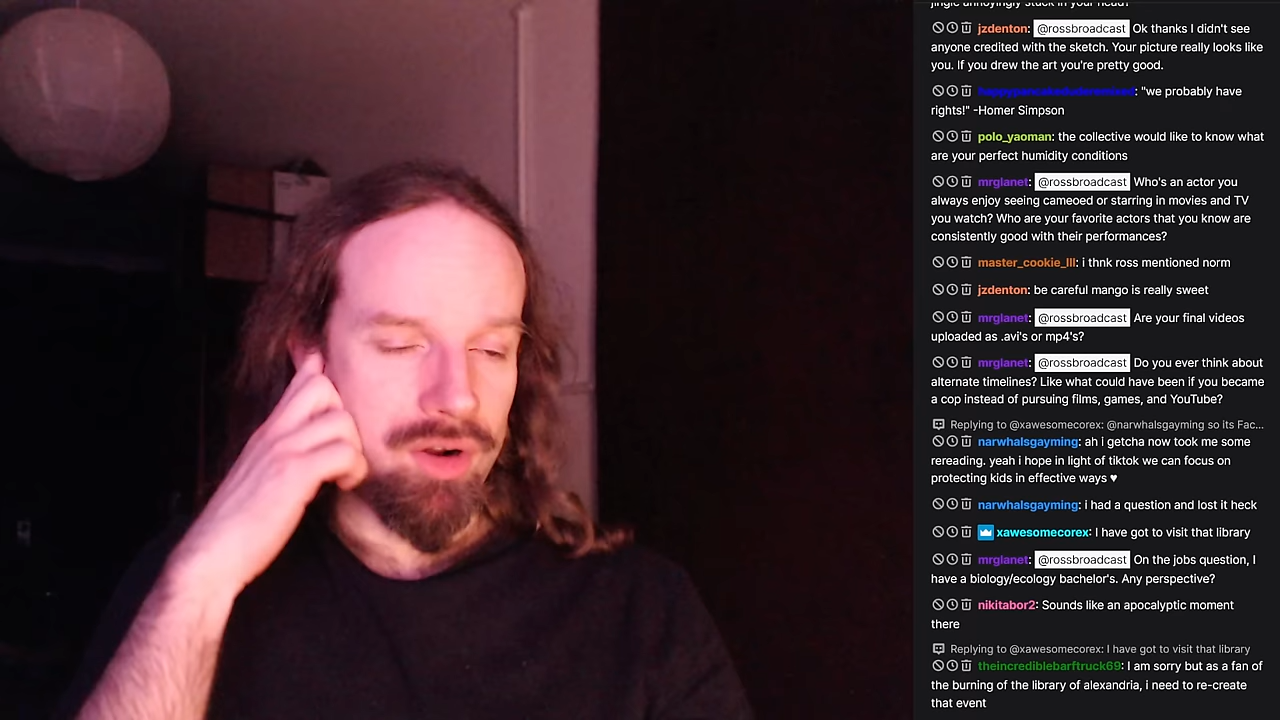 jingle annoyingly stuck in your head?
jzdenton: @rossbroadcast Ok thanks I didn't see
anyone credited with the sketch. Your picture really looks like
you. If you drew the art you're pretty good.
: "we probably have
rights!" -Homer Simpson
polo_yaoman: the collective would like to know what
are your perfect humidity conditions
mrglanet: @rossbroadcast Who's an actor you
always enjoy seeing cameoed or starring in movies and TV
you watch? Who are your favorite actors that you know are
consistently good with their performances?
master_cookie_III: i thnk ross mentioned norm
jzdenton: be careful mango is really sweet
mrglanet: @rossbroadcast Are your final videos
uploaded as .avi's or mp4's?
mrglanet: @rossbroadcast Do you ever think about
alternate timelines? Like what could have been if you became
a cop instead of pursuing films, games, and YouTube?
Replying to @xawesomecorex: @narwhalsgayming so its Fac...
narwhalsgayming: ah i getcha now took me some
rereading. yeah i hope in light of tiktok we can focus on
protecting kids in effective ways ♥
narwhalsgayming: i had a question and lost it heck
xawesomecorex: I have got to visit that library
mrglanet: @rossbroadcast On the jobs question, I
have a biology/ecology bachelor's. Any perspective?
nikitabor2: Sounds like an apocalyptic moment
there
Replying to @xawesomecorex: I have got to visit that library
theincrediblebarftruck69: I am sorry but as a fan of
the burning of the library of alexandria, i need to re-create
that event